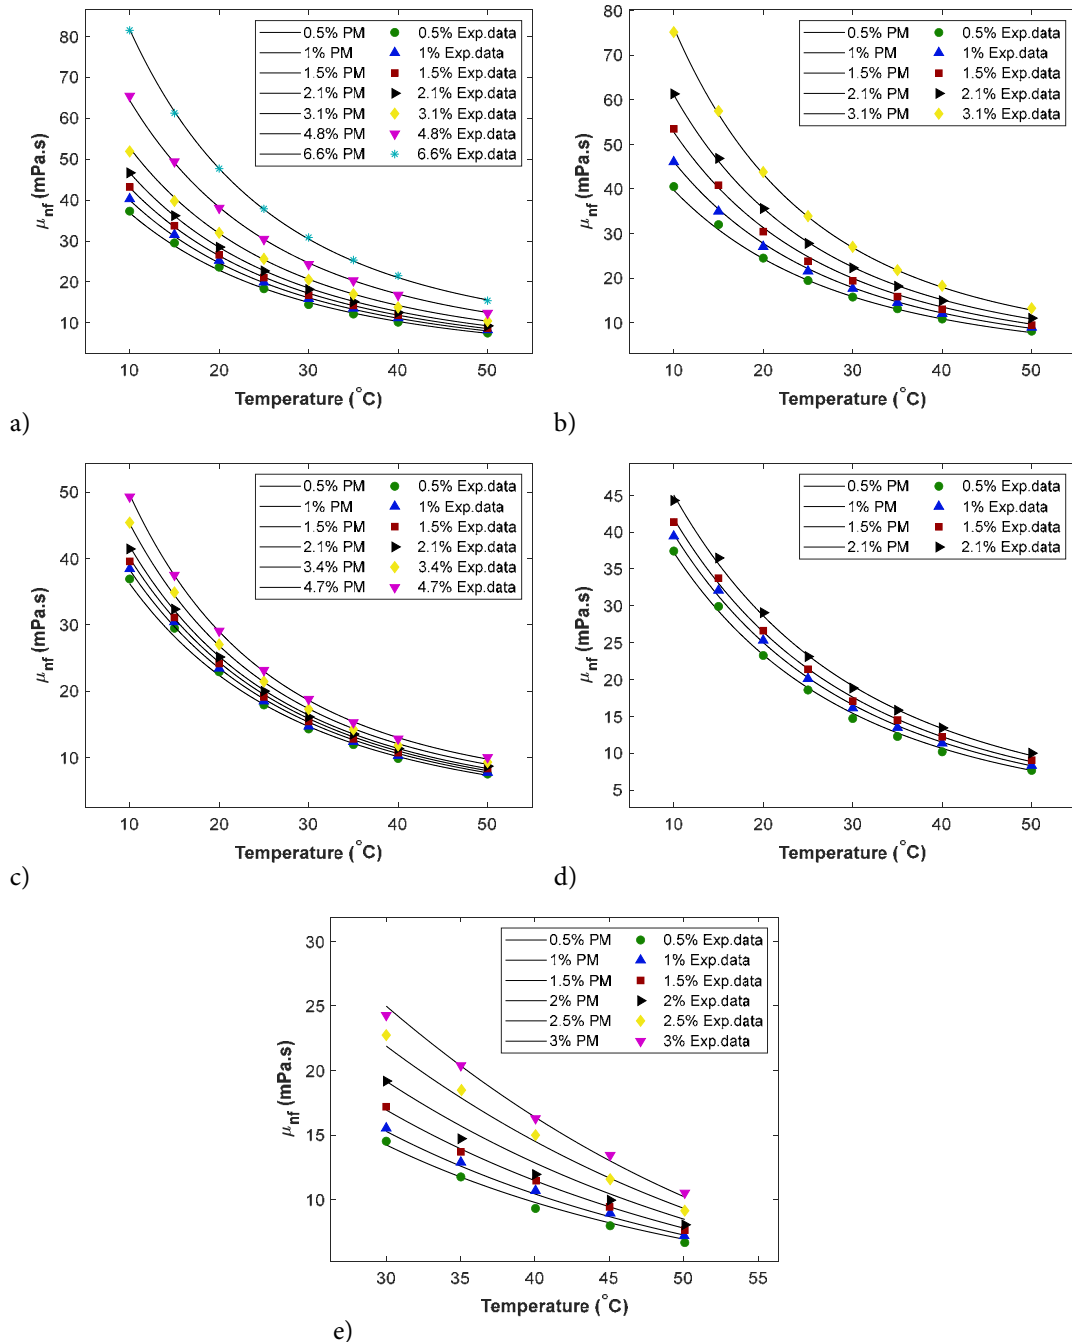 80
70
60
50
40
30
20
10
μnf (mPa.s)
0.5% PM 0.5% Exp.data
1% PM 1% Exp.data
1.5% PM 1.5% Exp.data
2.1% PM 2.1% Exp.data
3.1% PM 3.1% Exp.data
4.8% PM 4.8% Exp.data
6.6% PM 6.6% Exp.data
10 20 30 40 50
Temperature (°C)
a)
80
70
60
50
40
30
20
10
μnf (mPa.s)
0.5% PM 0.5% Exp.data
1% PM 1% Exp.data
1.5% PM 1.5% Exp.data
2.1% PM 2.1% Exp.data
3.1% PM 3.1% Exp.data
10 20 30 40 50
Temperature (°C)
b)
50
40
30
20
10
μnf (mPa.s)
0.5% PM 0.5% Exp.data
1% PM 1% Exp.data
1.5% PM 1.5% Exp.data
2.1% PM 2.1% Exp.data
3.4% PM 3.4% Exp.data
4.7% PM 4.7% Exp.data
10 20 30 40 50
Temperature (°C)
c)
45
40
35
30
25
20
15
10
5
μnf (mPa.s)
0.5% PM 0.5% Exp.data
1% PM 1% Exp.data
1.5% PM 1.5% Exp.data
2.1% PM 2.1% Exp.data
10 20 30 40 50
Temperature (°C)
d)
30
25
20
15
10
μnf (mPa.s)
0.5% PM 0.5% Exp.data
1% PM 1% Exp.data
1.5% PM 1.5% Exp.data
2% PM 2% Exp.data
2.5% PM 2.5% Exp.data
3% PM 3% Exp.data
30 35 40 45 50 55
Temperature (°C)
e)